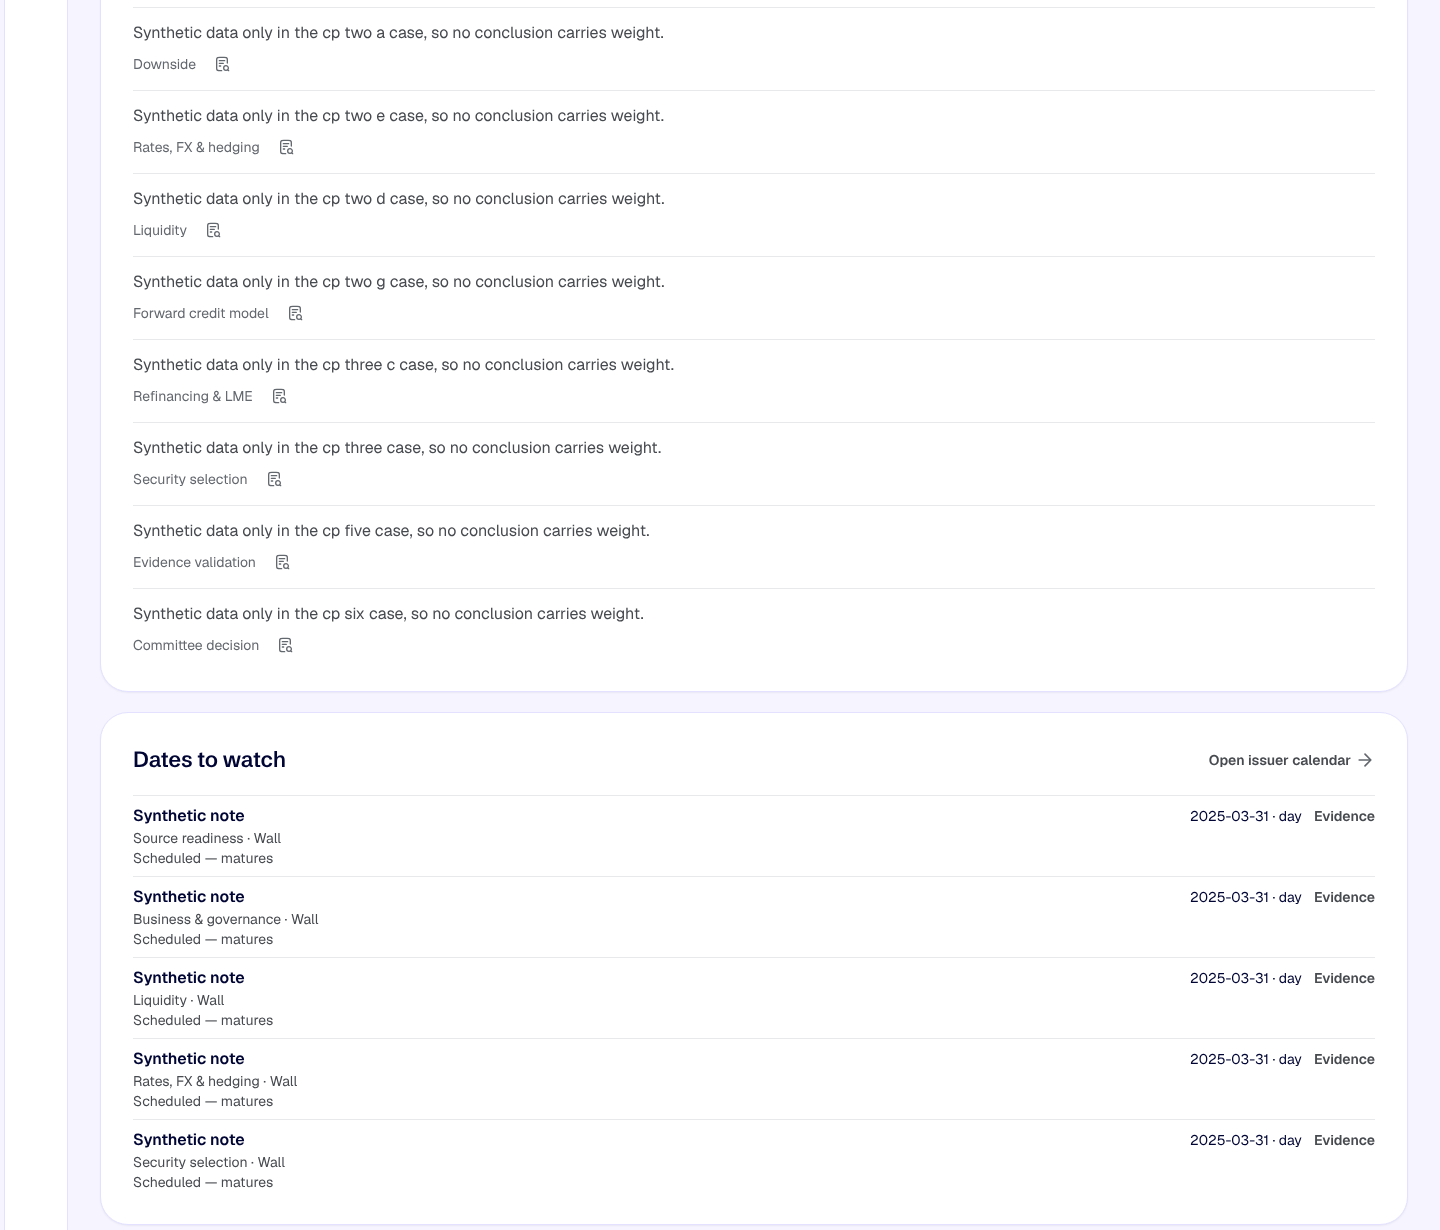 Synthetic data only in the cp two a case, so no conclusion carries weight.
Downside
Synthetic data only in the cp two e case, so no conclusion carries weight.
Rates, FX & hedging
Synthetic data only in the cp two d case, so no conclusion carries weight.
Liquidity
Synthetic data only in the cp two g case, so no conclusion carries weight.
Forward credit model
Synthetic data only in the cp three c case, so no conclusion carries weight.
Refinancing & LME
Synthetic data only in the cp three case, so no conclusion carries weight.
Security selection
Synthetic data only in the cp five case, so no conclusion carries weight.
Evidence validation
Synthetic data only in the cp six case, so no conclusion carries weight.
Committee decision
Dates to watch
Open issuer calendar
Synthetic note
2025-03-31 · day Evidence
Source readiness · Wall
Scheduled — matures
Synthetic note
2025-03-31 · day Evidence
Business & governance · Wall
Scheduled — matures
Synthetic note
2025-03-31 · day Evidence
Liquidity · Wall
Scheduled — matures
Synthetic note
2025-03-31 · day Evidence
Rates, FX & hedging · Wall
Scheduled — matures
Synthetic note
2025-03-31 · day Evidence
Security selection · Wall
Scheduled — matures